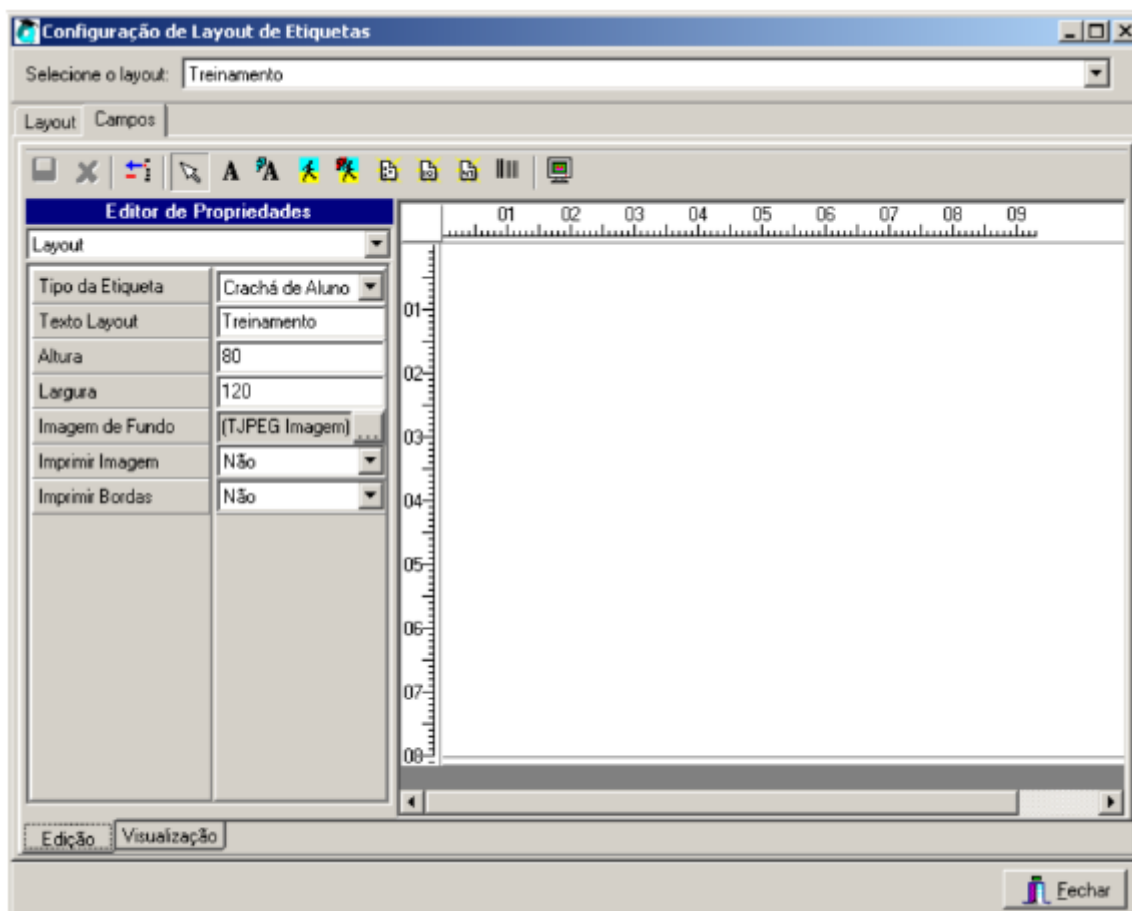 Configuração de Layout de Etiquetas
Selecione o layout: Treinamento
Layout Campos
A A
Editor de Propriedades
Layout
Tipo da Etiqueta Crachá de Aluno
Texto Layout Treinamento
Altura 80
Largura 120
Imagem de Fundo (TJPEG Imagem) ...
Imprimir Imagem Não
Imprimir Bordas Não
01 02 03 04 05 06 07 08 09
01
02
03
04
05
06
07
08
Edição Visualização
Fechar